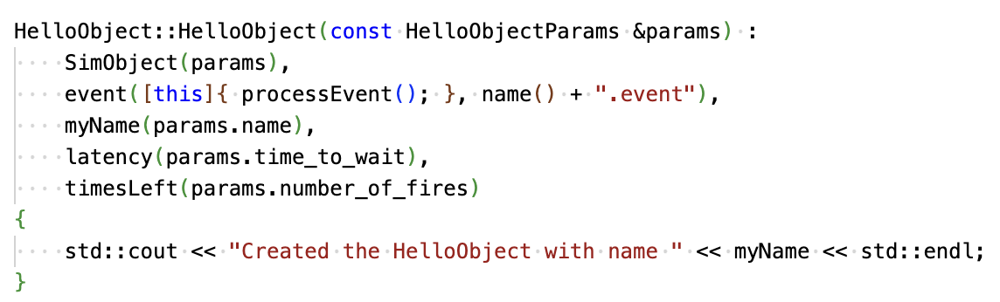 HelloObject::HelloObject(const HelloObjectParams &params) :
    SimObject(params),
    event([this]{ processEvent(); }, name() + ".event"),
    myName(params.name),
    latency(params.time_to_wait),
    timesLeft(params.number_of_fires)
{
    std::cout << "Created the HelloObject with name " << myName << std::endl;
}